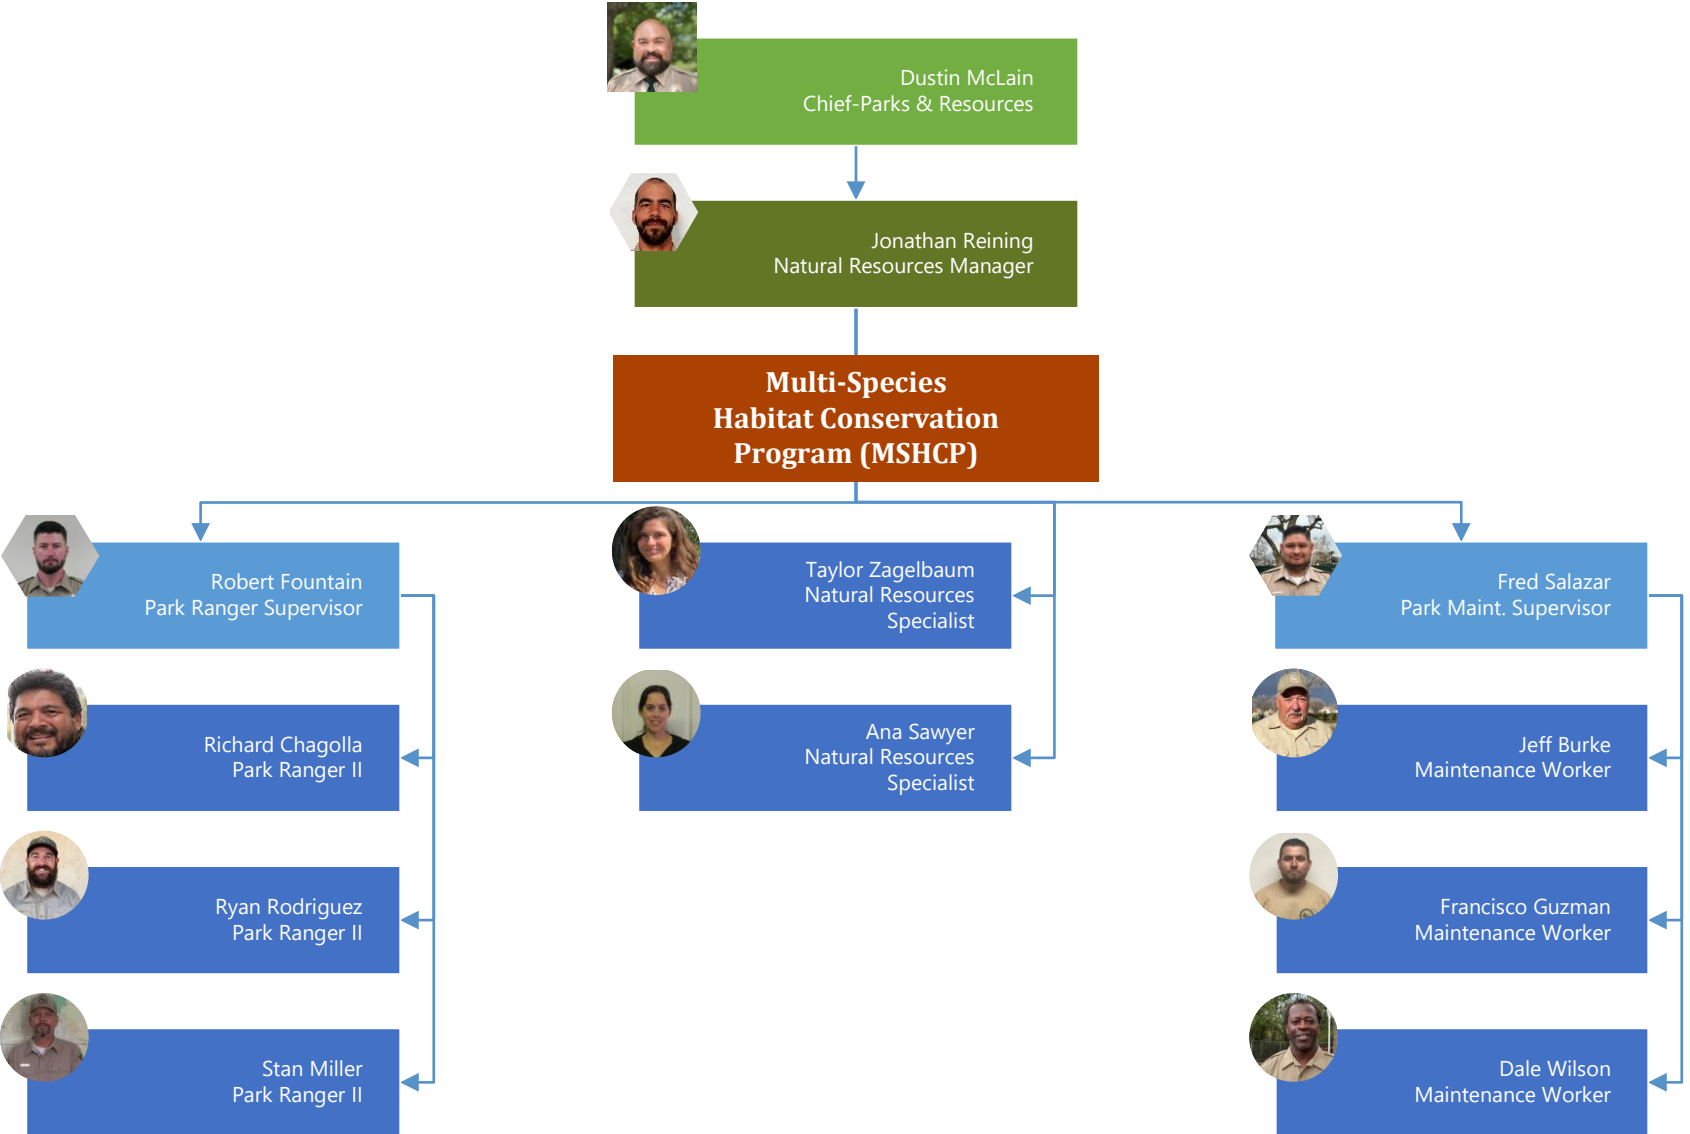 Dustin McLain
Chief-Parks & Resources
Jonathan Reining
Natural Resources Manager
Multi-Species
Habitat Conservation
Program (MSHCP)
Robert Fountain
Park Ranger Supervisor
Richard Chagolla
Park Ranger II
Ryan Rodriguez
Park Ranger II
Stan Miller
Park Ranger II
Taylor Zagelbaum
Natural Resources
Specialist
Ana Sawyer
Natural Resources
Specialist
Fred Salazar
Park Maint. Supervisor
Jeff Burke
Maintenance Worker
Francisco Guzman
Maintenance Worker
Dale Wilson
Maintenance Worker